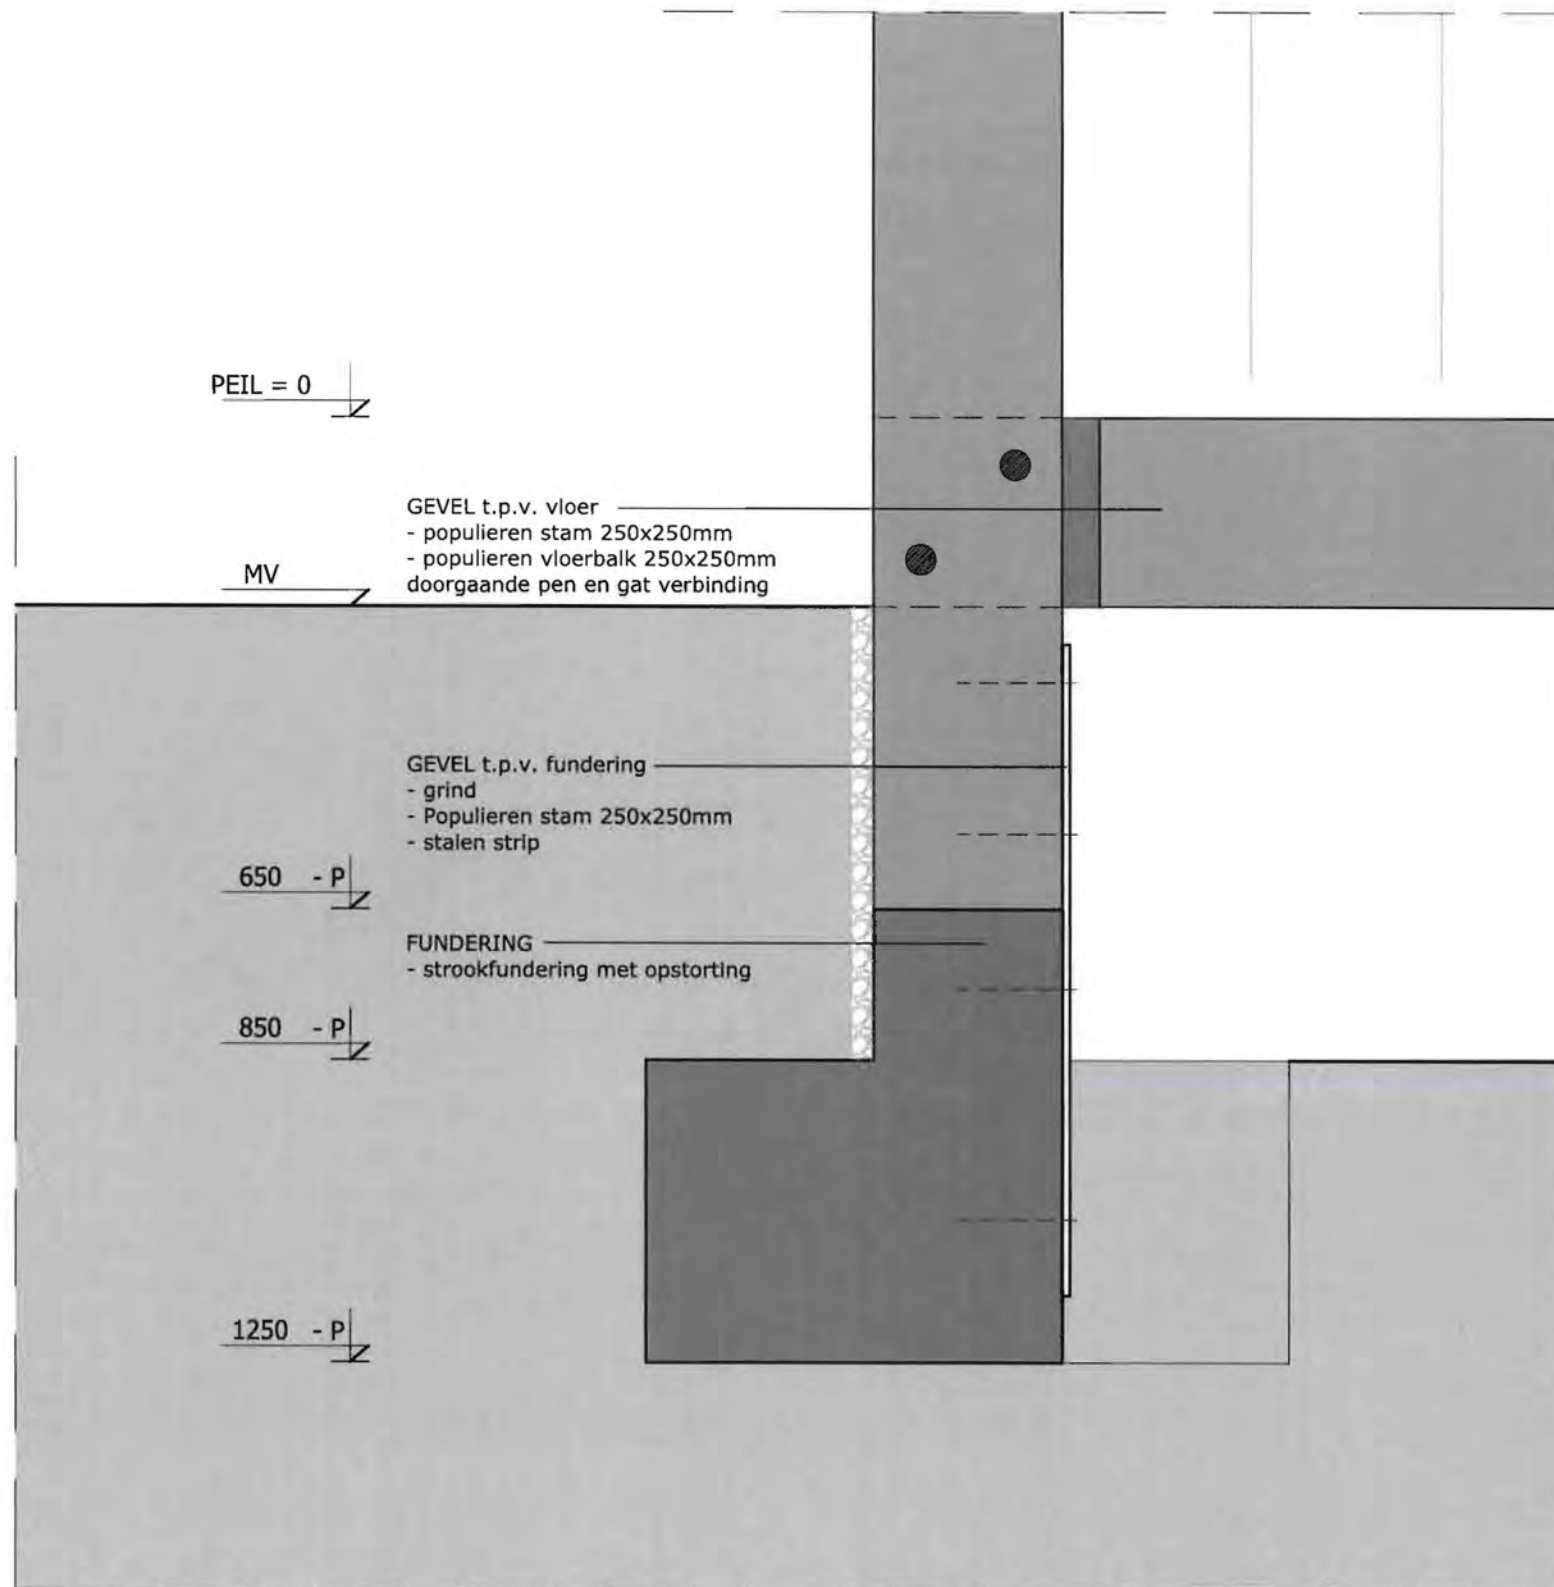 PEIL = 0
GEVEL t.p.v. vloer
- populieren stam 250x250mm
- populieren vloerbalk 250x250mm
doorgaande pen en gat verbinding
MV
GEVEL t.p.v. fundering
- grind
- Populieren stam 250x250mm
- stalen strip
650 - P
FUNDERING
- strookfundering met opstorting
850 - P
1250 - P